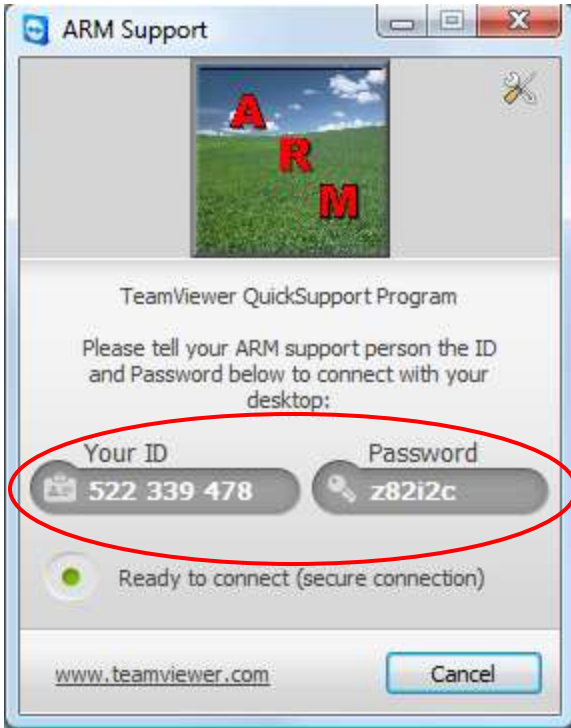 ARM Support
A
R
M
TeamViewer QuickSupport Program
Please tell your ARM support person the ID
and Password below to connect with your
desktop:
Your ID Password
522 339 478 z82i2c
Ready to connect (secure connection)
www.teamviewer.com Cancel